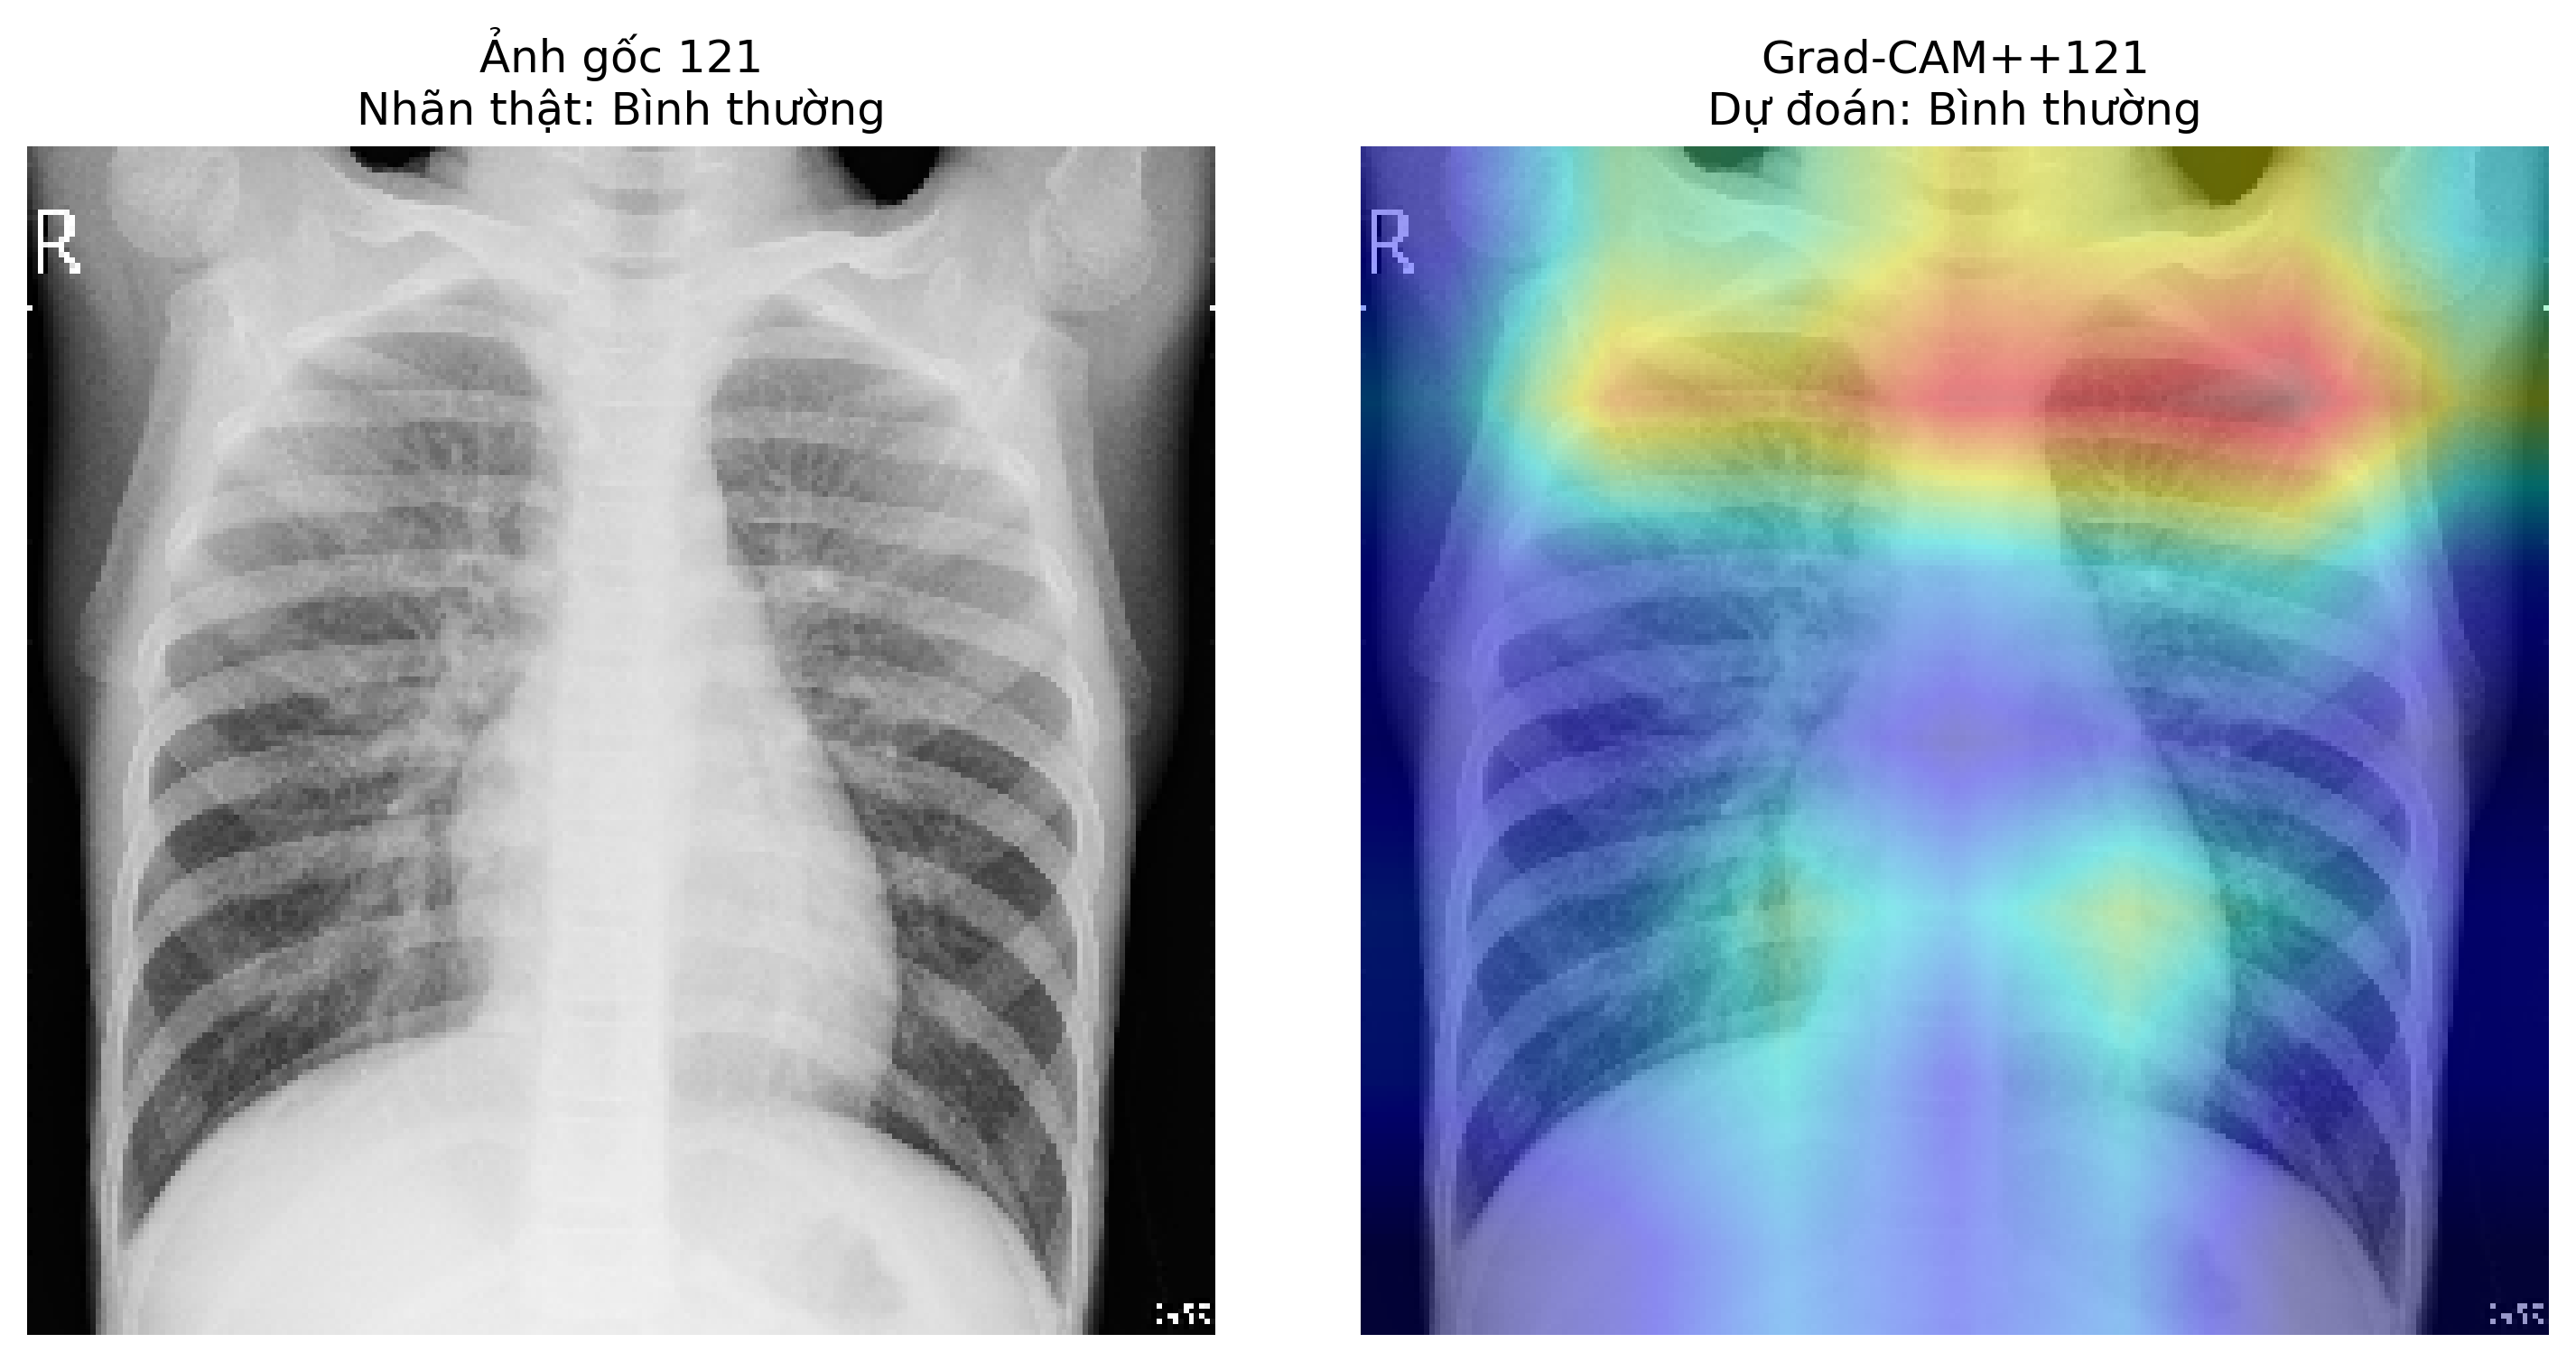 Ảnh gốc 121
Nhãn thật: Bình thường
R
Grad-CAM++121
Dự đoán: Bình thường
R